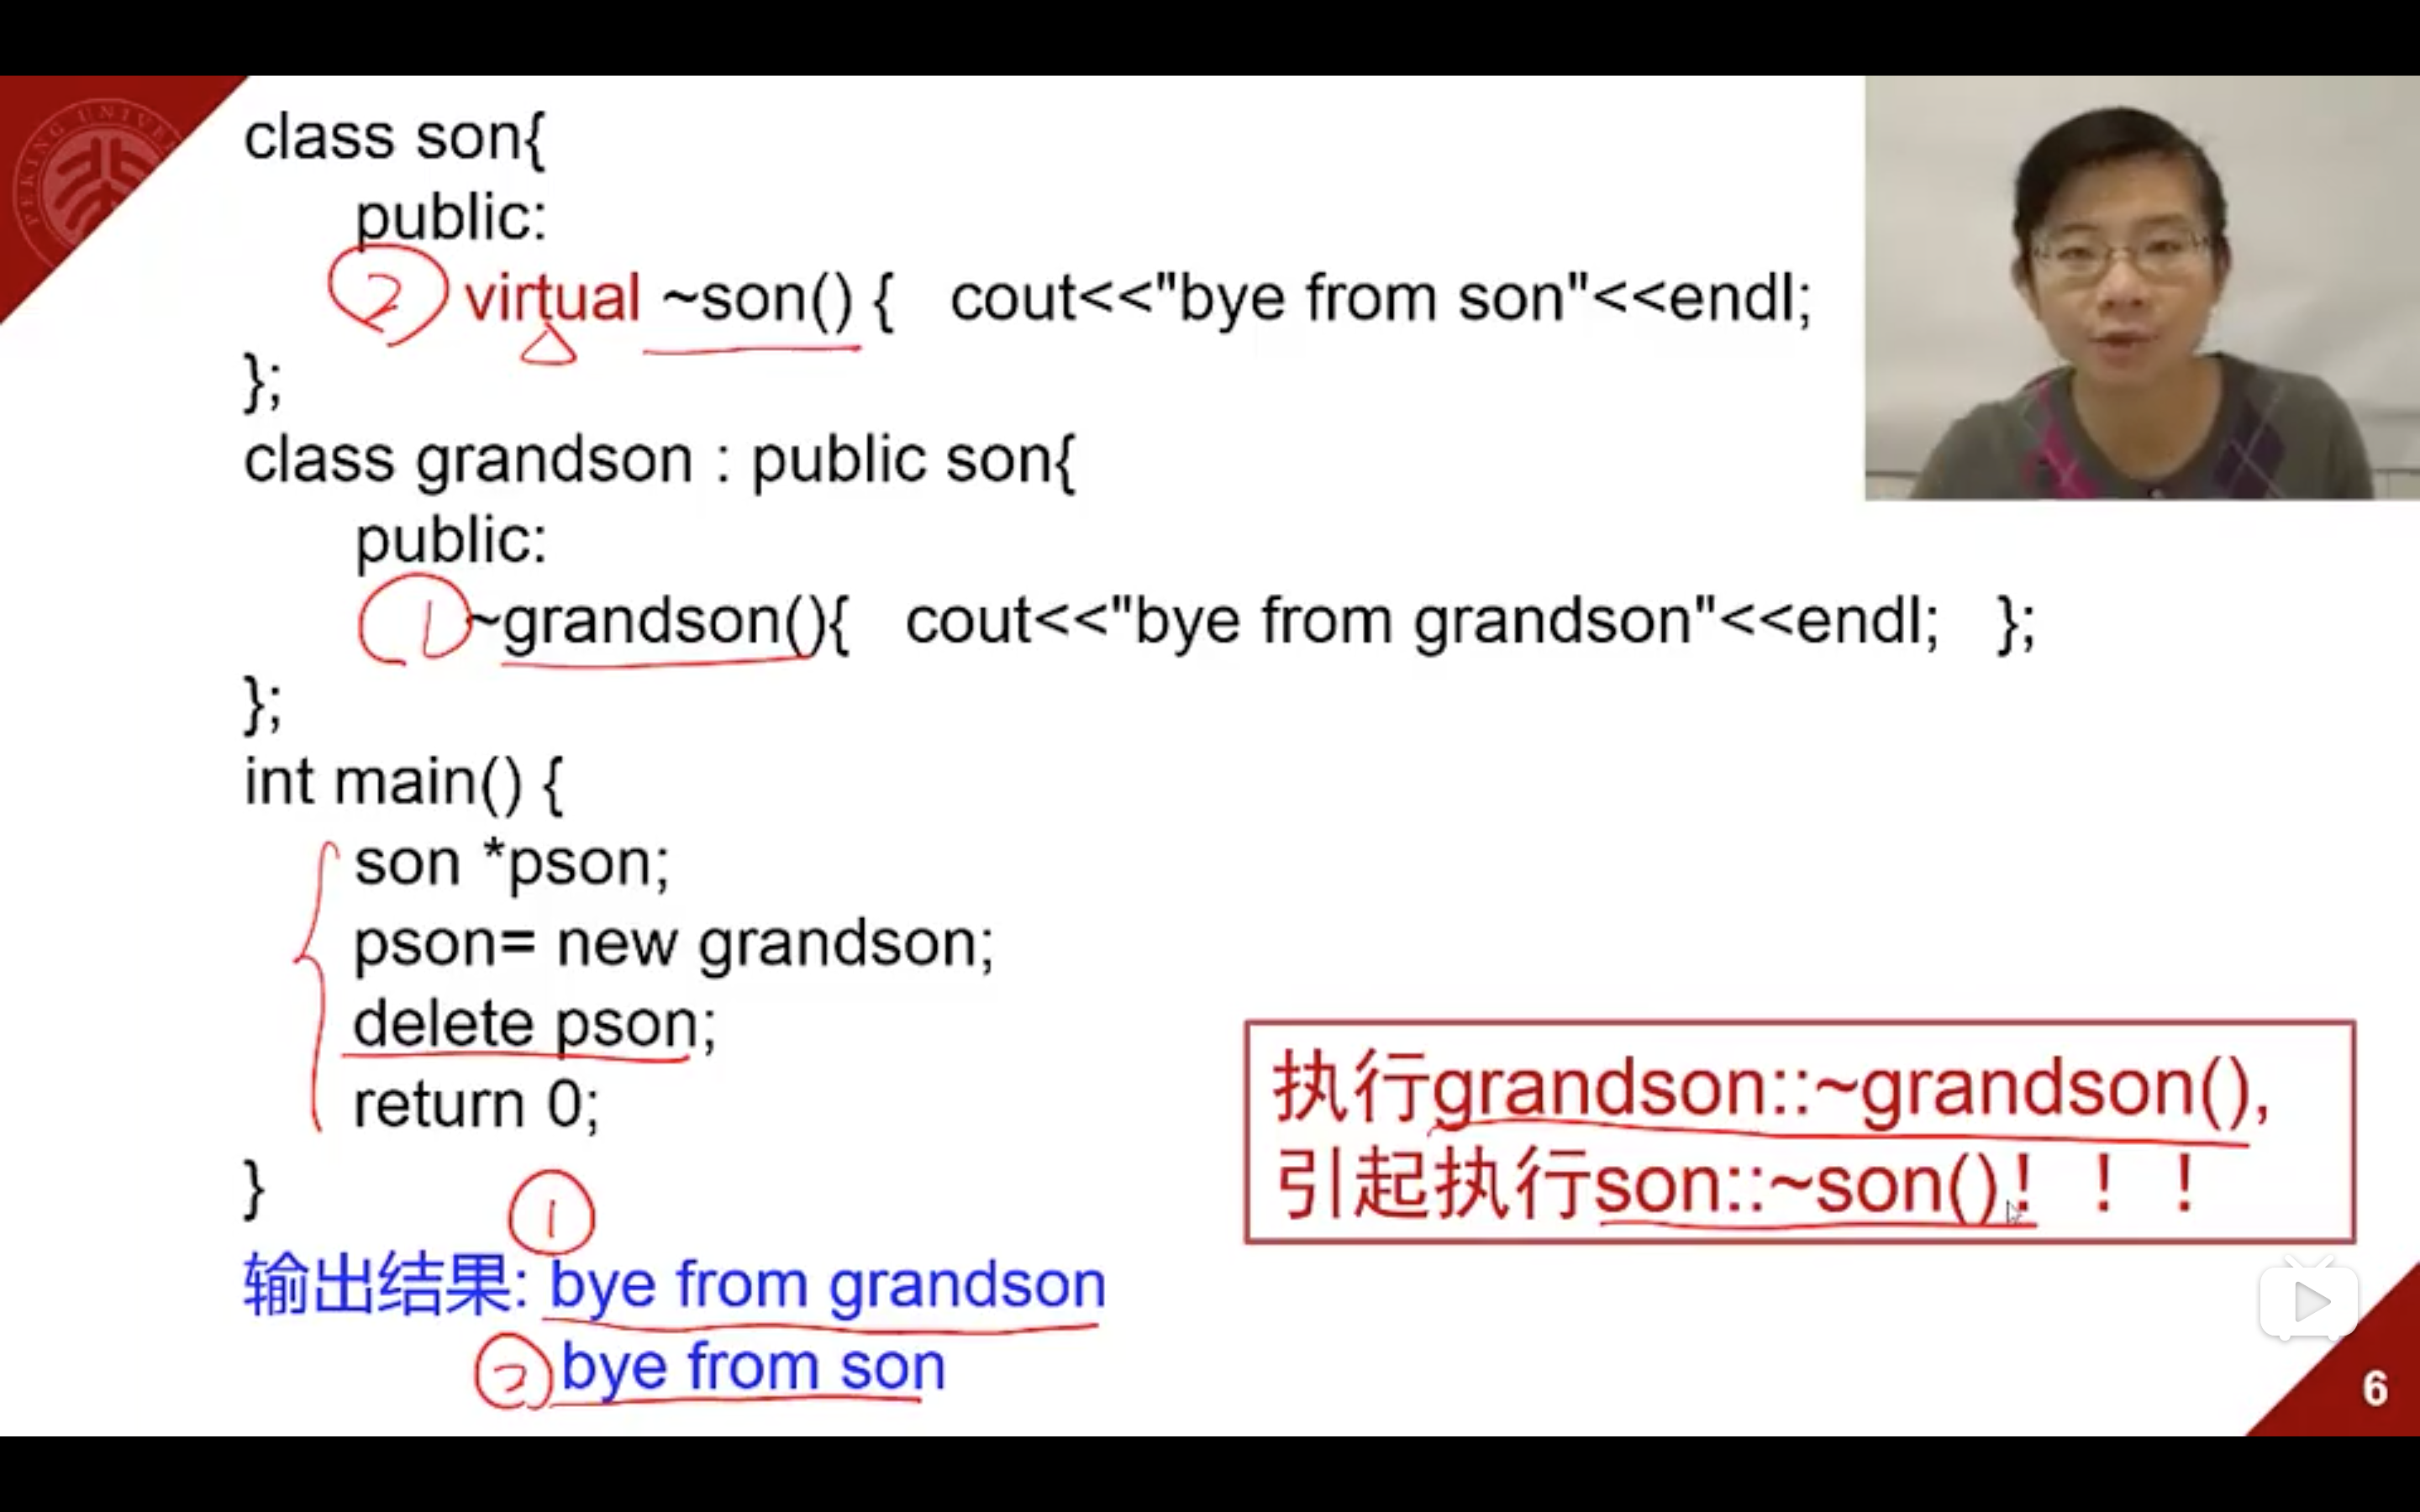 PEKING UNIVE
class son{
public:
2 virtual ~son() { cout<<"bye from son"<<endl;
};
class grandson : public son{
public:
1 ~grandson(){ cout<<"bye from grandson"<<endl; };
};
int main() {
son *pson;
pson= new grandson;
delete pson;
return 0;
}
执行grandson::~grandson(),
引起执行son::~son()！！！
1
输出结果: bye from grandson
2 bye from son
6